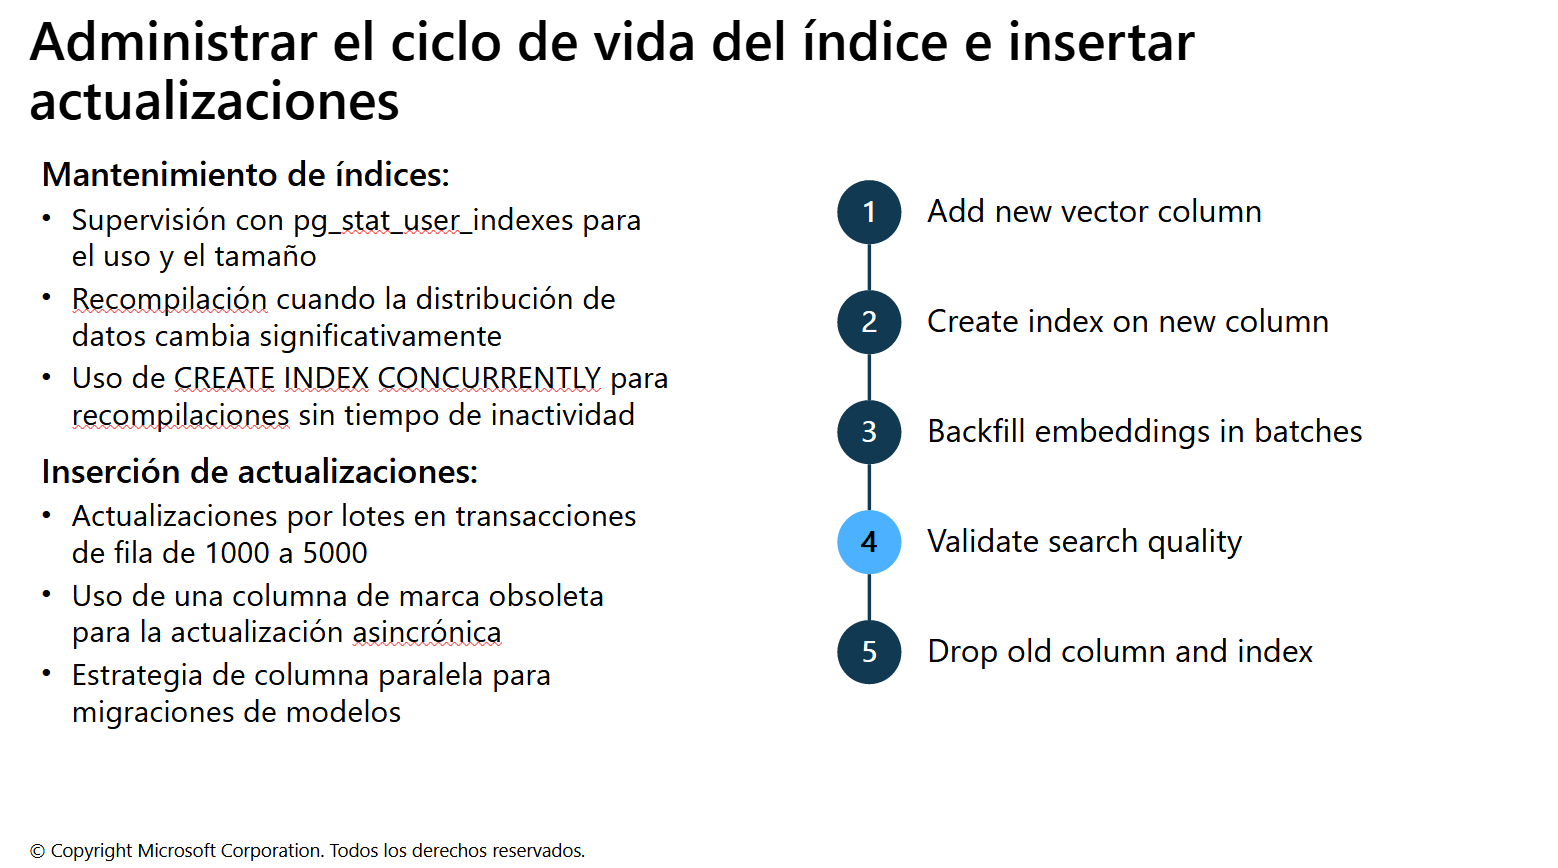 Administrar el ciclo de vida del índice e insertar
actualizaciones
Mantenimiento de índices:
• Supervisión con pg_stat_user_indexes para
el uso y el tamaño
• Recompilación cuando la distribución de
datos cambia significativamente
• Uso de CREATE INDEX CONCURRENTLY para
recompilaciones sin tiempo de inactividad
Inserción de actualizaciones:
• Actualizaciones por lotes en transacciones
de fila de 1000 a 5000
• Uso de una columna de marca obsoleta
para la actualización asincrónica
• Estrategia de columna paralela para
migraciones de modelos
1 Add new vector column
2 Create index on new column
3 Backfill embeddings in batches
4 Validate search quality
5 Drop old column and index
© Copyright Microsoft Corporation. Todos los derechos reservados.